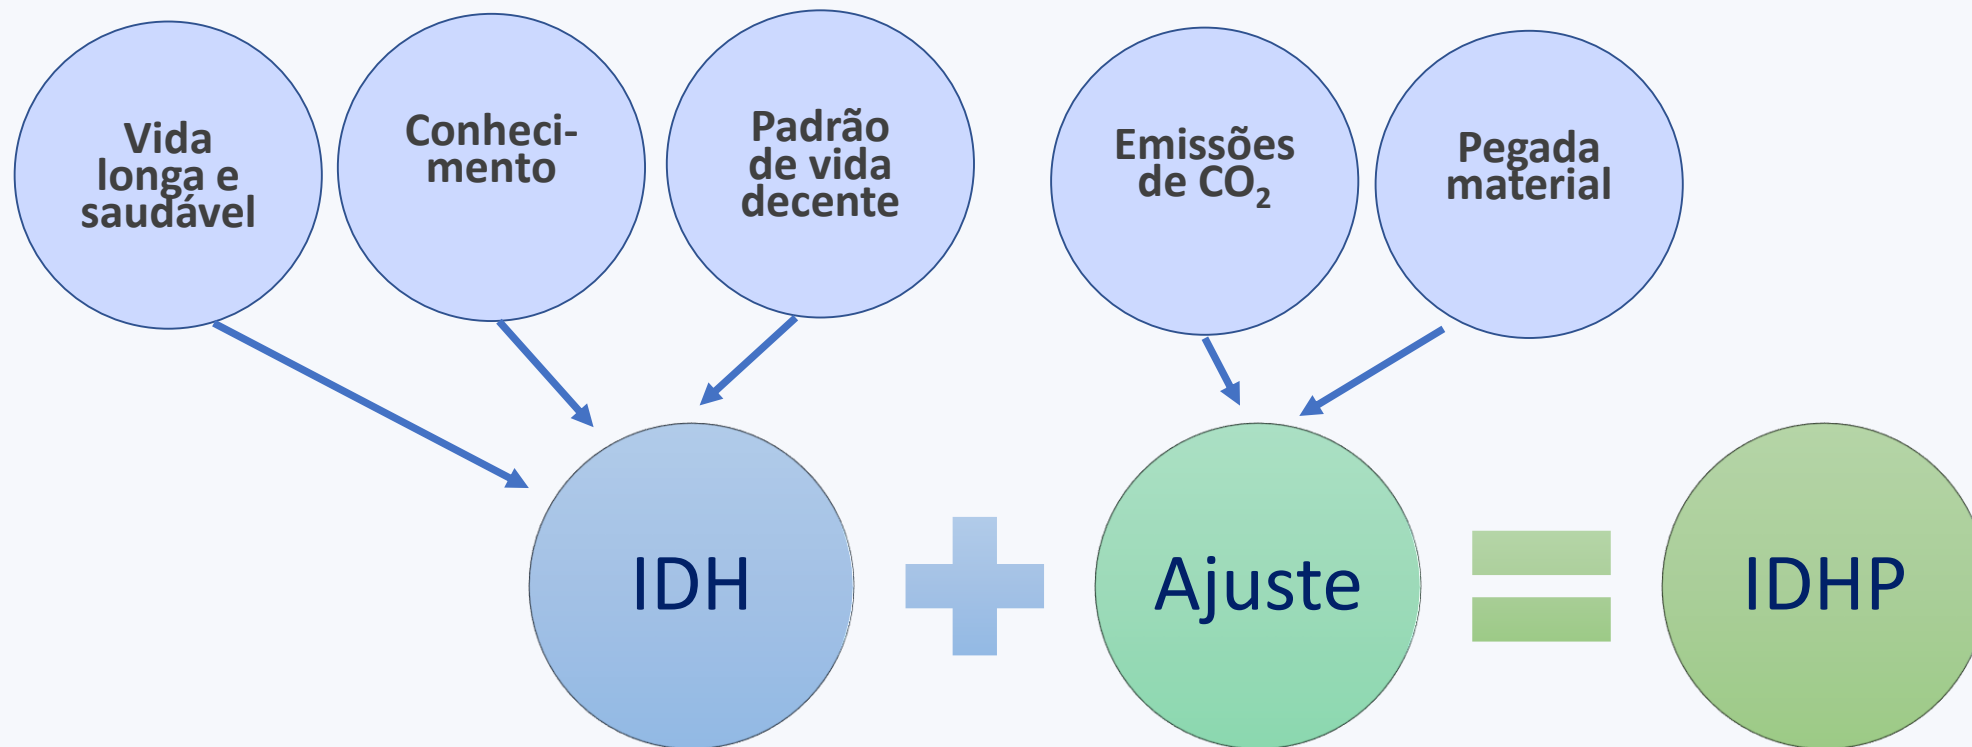 Vida
longa e
saudável
Conheci-
mento
Padrão
de vida
decente
Emissões
de CO₂
Pegada
material
IDH
Ajuste
IDHP